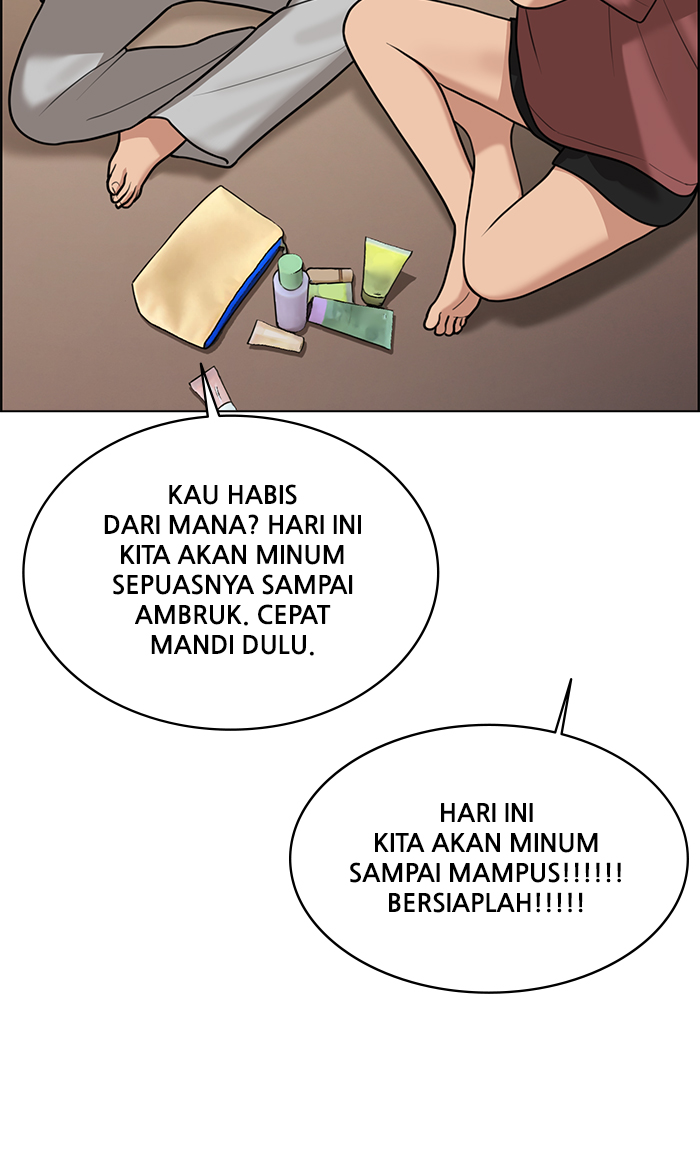 KAU HABIS
DARI MANA? HARI INI
KITA AKAN MINUM
SEPUASNYA SAMPAI
AMBRUK. CEPAT
MANDI DULU.
HARI INI
KITA AKAN MINUM
SAMPAI MAMPUS!!!!!!
BERSIAPLAH!!!!!